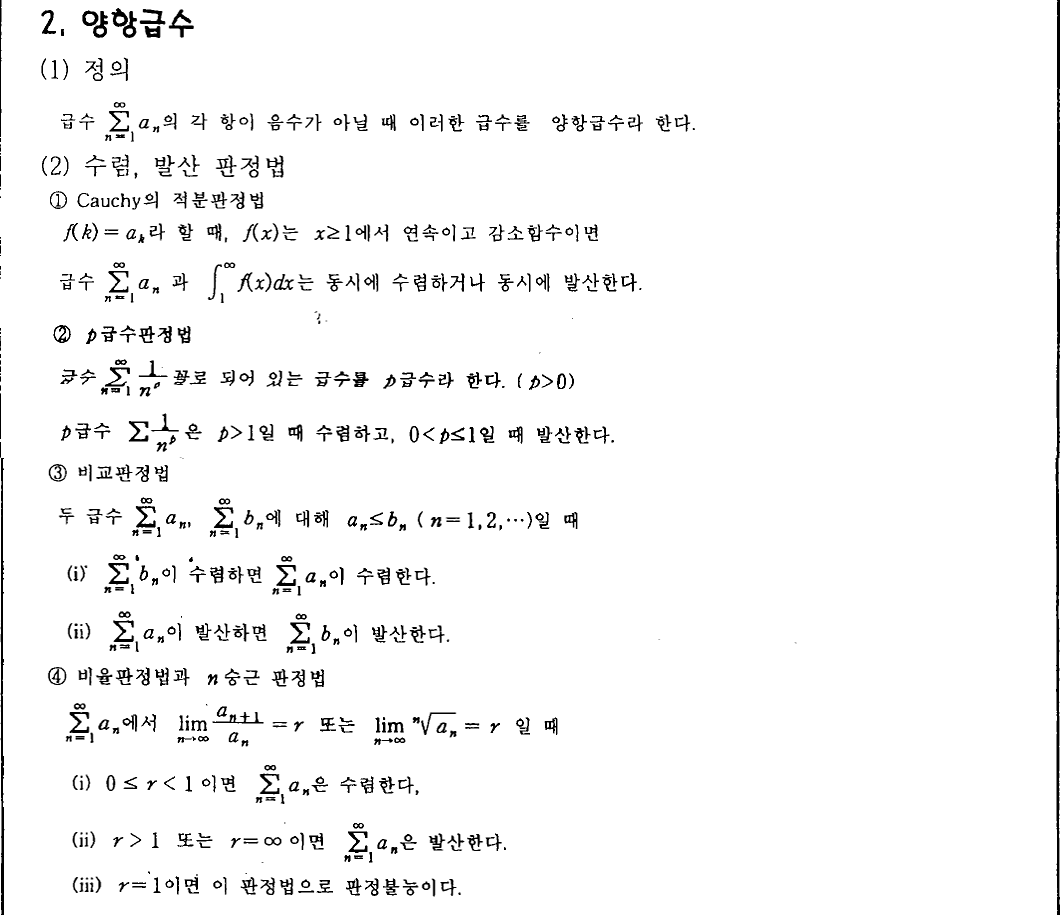 2. 양항급수
(1) 정의
급수 $\sum_{n=1}^{\infty} a_n$의 각 항이 음수가 아닐 때 이러한 급수를 양항급수라 한다.
(2) 수렴, 발산 판정법
① Cauchy의 적분판정법
$f(k)=a_k$라 할 때, $f(x)$는 $x≥1$에서 연속이고 감소함수이면
급수 $\sum_{n=1}^{\infty} a_n$ 과 $\int_1^{\infty} f(x)dx$는 동시에 수렴하거나 동시에 발산한다.
② $p$급수판정법
급수 $\sum_{n=1}^{\infty} \frac{1}{n^p}$ 꼴로 되어 있는 급수를 $p$급수라 한다. ($p>0$)
$p$급수 $\sum \frac{1}{n^p}$은 $p>1$일 때 수렴하고, $0<p≤1$일 때 발산한다.
③ 비교판정법
두 급수 $\sum_{n=1}^{\infty} a_n$, $\sum_{n=1}^{\infty} b_n$에 대해 $a_n≤b_n$ ($n=1,2,⋯$)일 때
(i) $\sum_{n=1}^{\infty} b_n$이 수렴하면 $\sum_{n=1}^{\infty} a_n$이 수렴한다.
(ii) $\sum_{n=1}^{\infty} a_n$이 발산하면 $\sum_{n=1}^{\infty} b_n$이 발산한다.
④ 비율판정법과 $n$승근 판정법
$\sum_{n=1}^{\infty} a_n$에서 $\lim_{n→∞} \frac{a_{n+1}}{a_n}=r$ 또는 $\lim_{n→∞} \sqrt[n]{a_n}=r$ 일 때
(i) $0≤r<1$이면 $\sum_{n=1}^{\infty} a_n$은 수렴한다,
(ii) $r>1$ 또는 $r=∞$이면 $\sum_{n=1}^{\infty} a_n$은 발산한다.
(iii) $r=1$이면 이 판정법으로 판정불능이다.